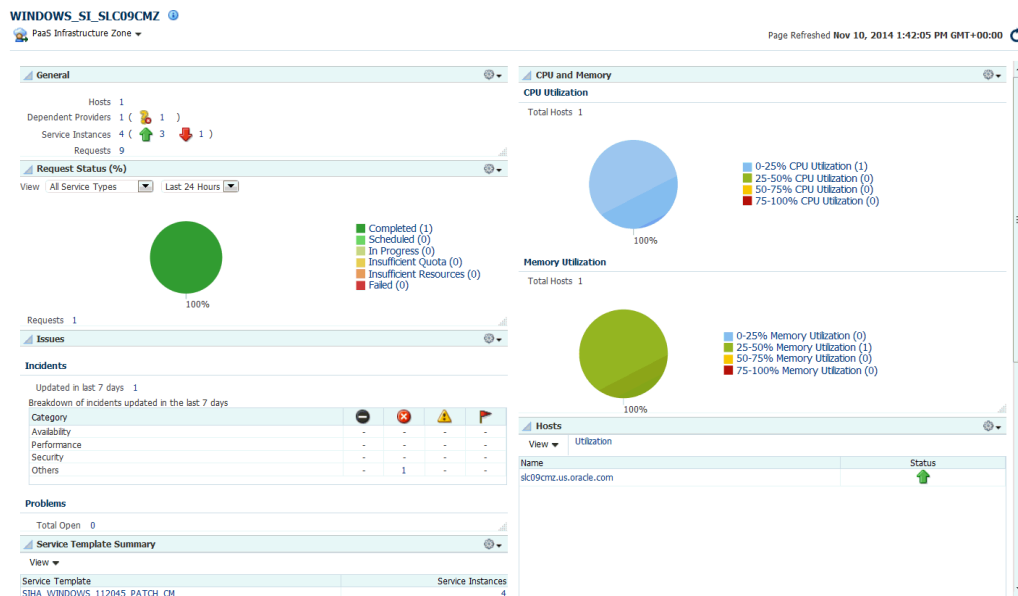 WINDOWS_SI_SLC09CMZ
PaaS Infrastructure Zone
Page Refreshed Nov 10, 2014 1:42:05 PM GMT+00:00
General
Hosts 1
Dependent Providers 1 ( 1 )
Service Instances 4 ( 3 1 )
Requests 9
Request Status (%)
View All Service Types Last 24 Hours
Completed (1)
Scheduled (0)
In Progress (0)
Insufficient Quota (0)
Insufficient Resources (0)
Failed (0)
100%
Requests 1
Issues
Incidents
Updated in last 7 days 1
Breakdown of incidents updated in the last 7 days
Category
Availability - - - -
Performance - - - -
Security - - - -
Others - 1 - -
Problems
Total Open 0
Service Template Summary
View
Service Template Service Instances
SIHA_WINDOWS_112045_PATCH_CM 4
CPU and Memory
CPU Utilization
Total Hosts 1
0-25% CPU Utilization (1)
25-50% CPU Utilization (0)
50-75% CPU Utilization (0)
75-100% CPU Utilization (0)
100%
Memory Utilization
Total Hosts 1
0-25% Memory Utilization (0)
25-50% Memory Utilization (1)
50-75% Memory Utilization (0)
75-100% Memory Utilization (0)
100%
Hosts
View Utilization
Name Status
slc09cmz.us.oracle.com